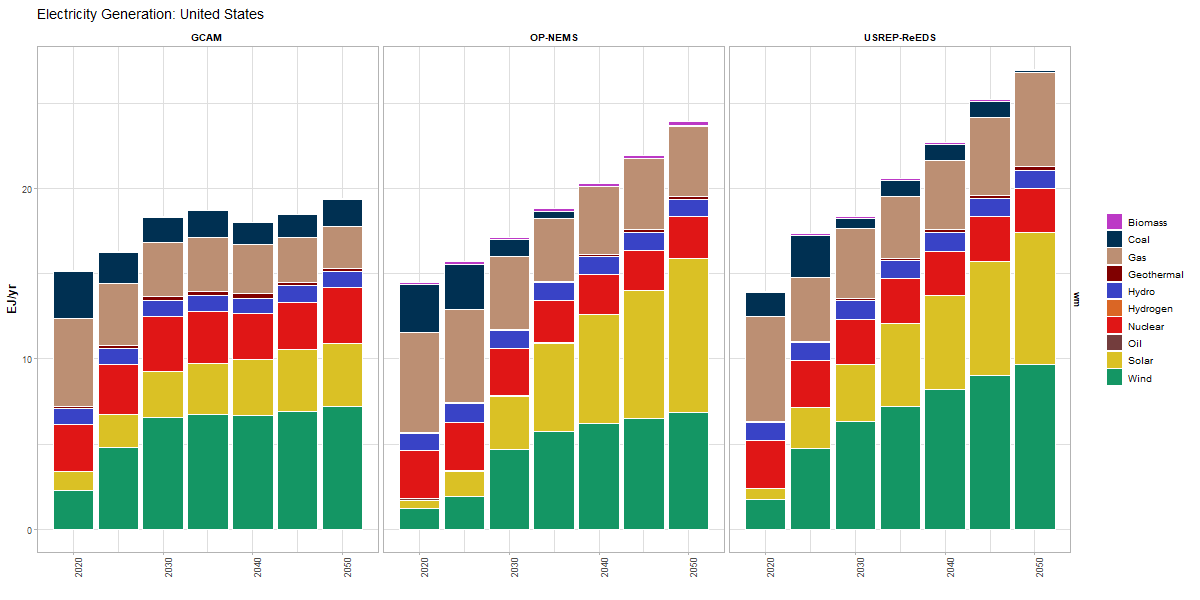 Electricity Generation: United States
GCAM
OP-NEMS
USREP-ReEDS
EJ/yr
20
10
0
2020
2030
2040
2050
2020
2030
2040
2050
2020
2030
2040
2050
wm
Biomass
Coal
Gas
Geothermal
Hydro
Hydrogen
Nuclear
Oil
Solar
Wind